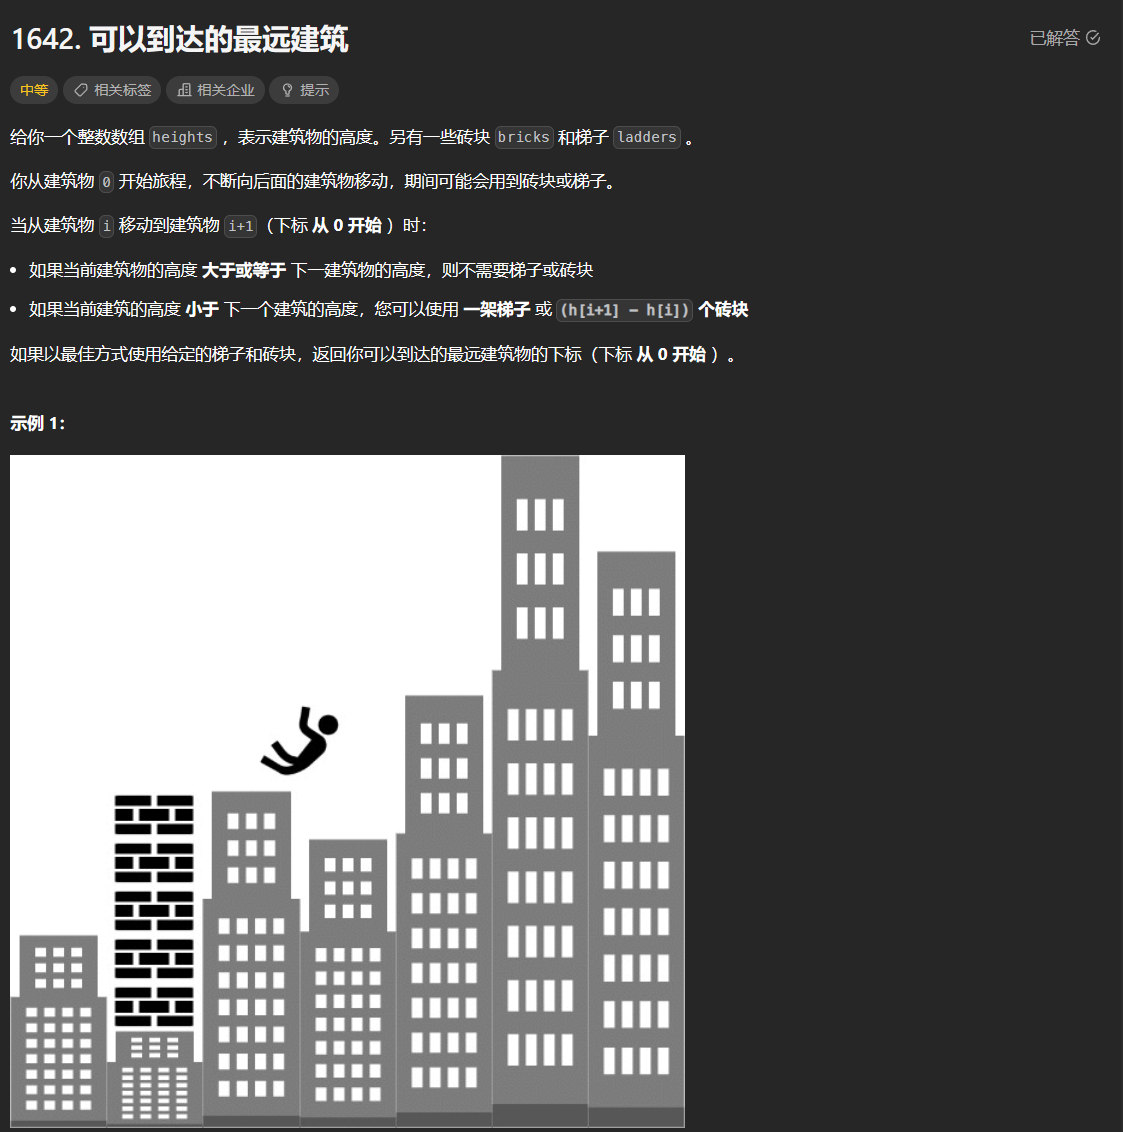 1642. 可以到达的最远建筑
已解答
中等 相关标签 相关企业 提示
给你一个整数数组 heights ，表示建筑物的高度。另有一些砖块 bricks 和梯子 ladders 。
你从建筑物 0 开始旅程，不断向后面的建筑物移动，期间可能会用到砖块或梯子。
当从建筑物 i 移动到建筑物 i+1（下标 从 0 开始 ）时：
• 如果当前建筑物的高度 大于或等于 下一建筑物的高度，则不需要梯子或砖块
• 如果当前建筑的高度 小于 下一个建筑的高度，您可以使用 一架梯子 或 (h[i+1] - h[i]) 个砖块
如果以最佳方式使用给定的梯子和砖块，返回你可以到达的最远建筑物的下标（下标 从 0 开始 ）。
示例 1：